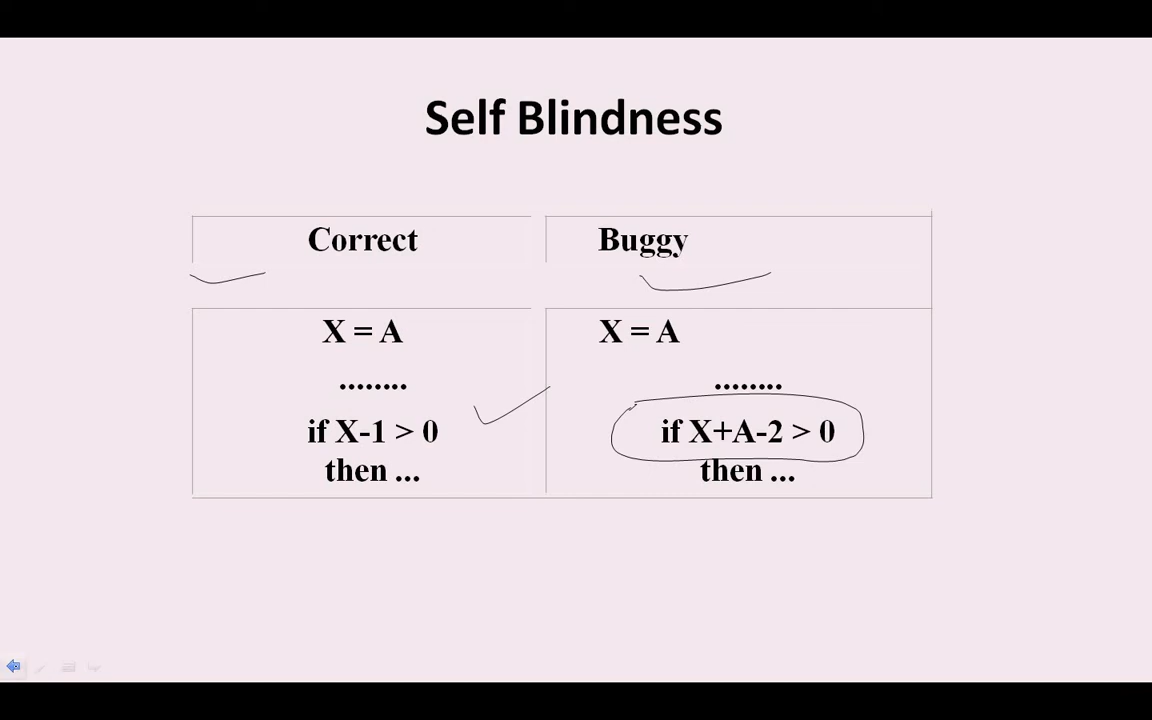 Self Blindness
Correct
Buggy
X = A
........
if X-1 > 0
then ...
X = A
........
if X+A-2 > 0
then ...